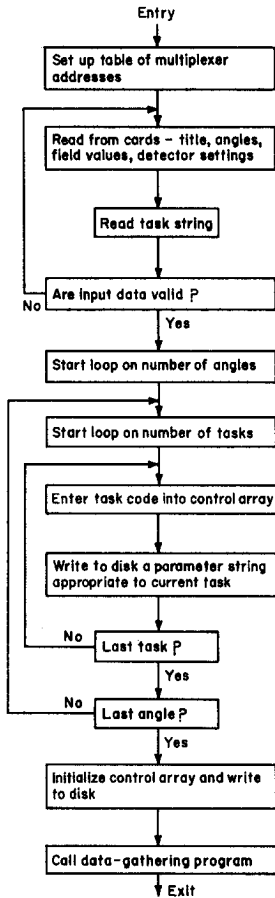 Entry
Set up table of multiplexer
addresses
Read from cards - title, angles,
field values, detector settings
Read task string
Are input data valid ?
No
Yes
Start loop on number of angles
Start loop on number of tasks
Enter task code into control array
Write to disk a parameter string
appropriate to current task
No
Last task ?
Yes
No
Last angle ?
Yes
Initialize control array and write
to disk
Call data-gathering program
Exit